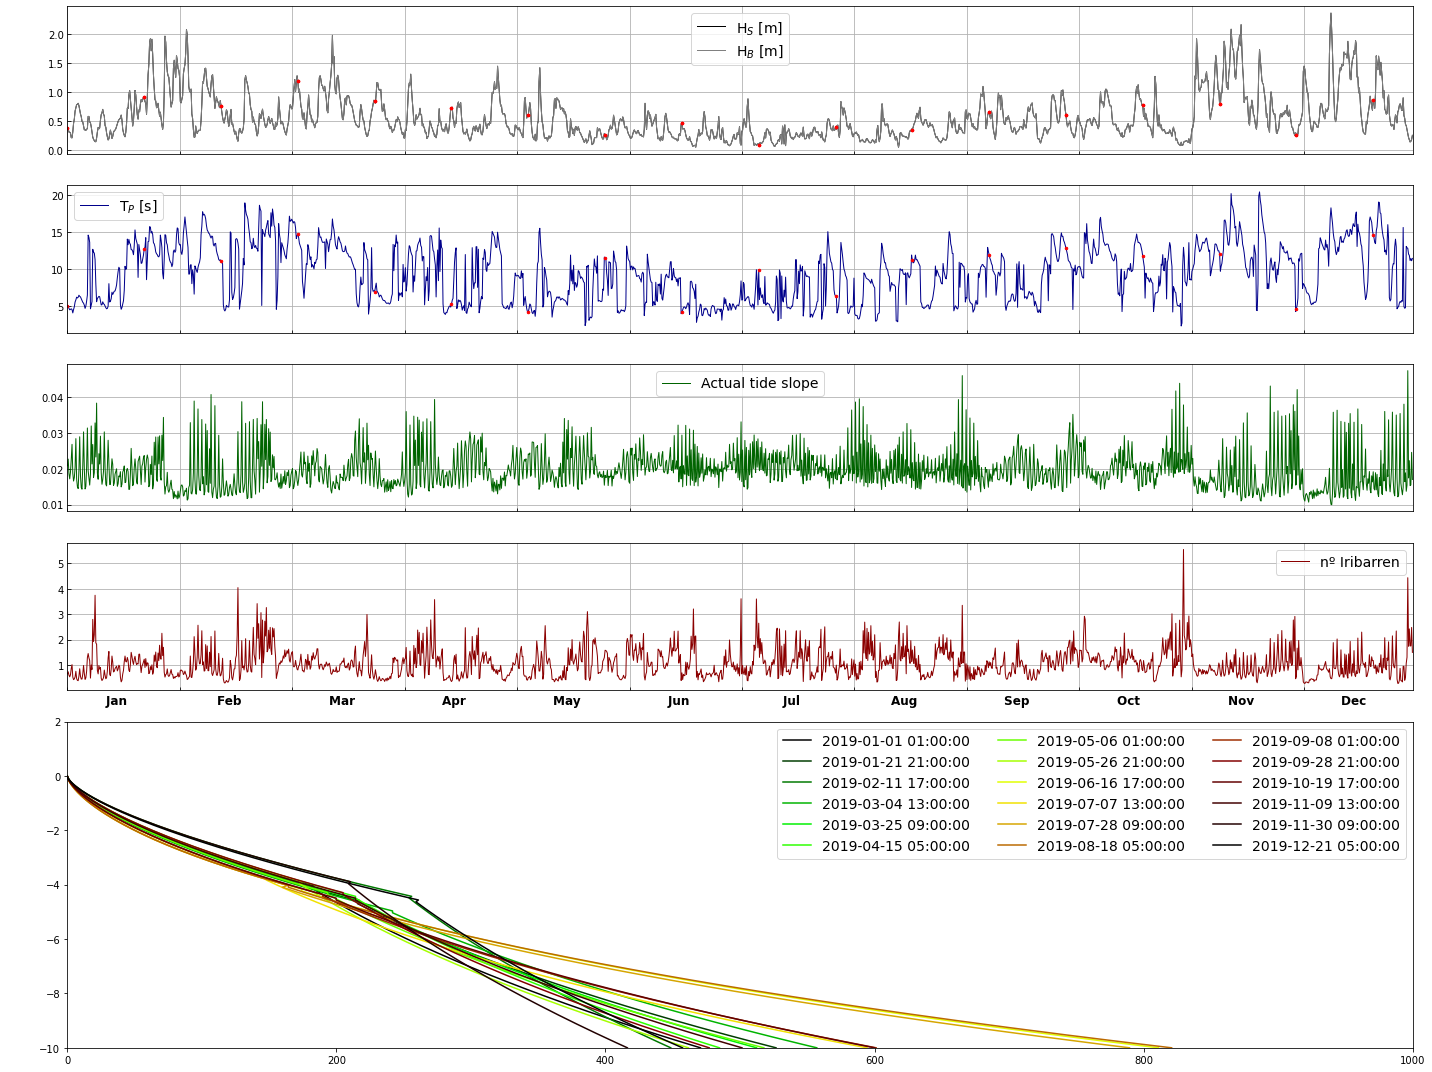 H_S [m]
H_B [m]
2.0
1.5
1.0
0.5
0.0
T_P [s]
20
15
10
5
Actual tide slope
0.04
0.03
0.02
0.01
nº Iribarren
5
4
3
2
1
Jan Feb Mar Apr May Jun Jul Aug Sep Oct Nov Dec
2
0
−2
−4
−6
−8
−10
2019-01-01 01:00:00 2019-05-06 01:00:00 2019-09-08 01:00:00
2019-01-21 21:00:00 2019-05-26 21:00:00 2019-09-28 21:00:00
2019-02-11 17:00:00 2019-06-16 17:00:00 2019-10-19 17:00:00
2019-03-04 13:00:00 2019-07-07 13:00:00 2019-11-09 13:00:00
2019-03-25 09:00:00 2019-07-28 09:00:00 2019-11-30 09:00:00
2019-04-15 05:00:00 2019-08-18 05:00:00 2019-12-21 05:00:00
0 200 400 600 800 1000